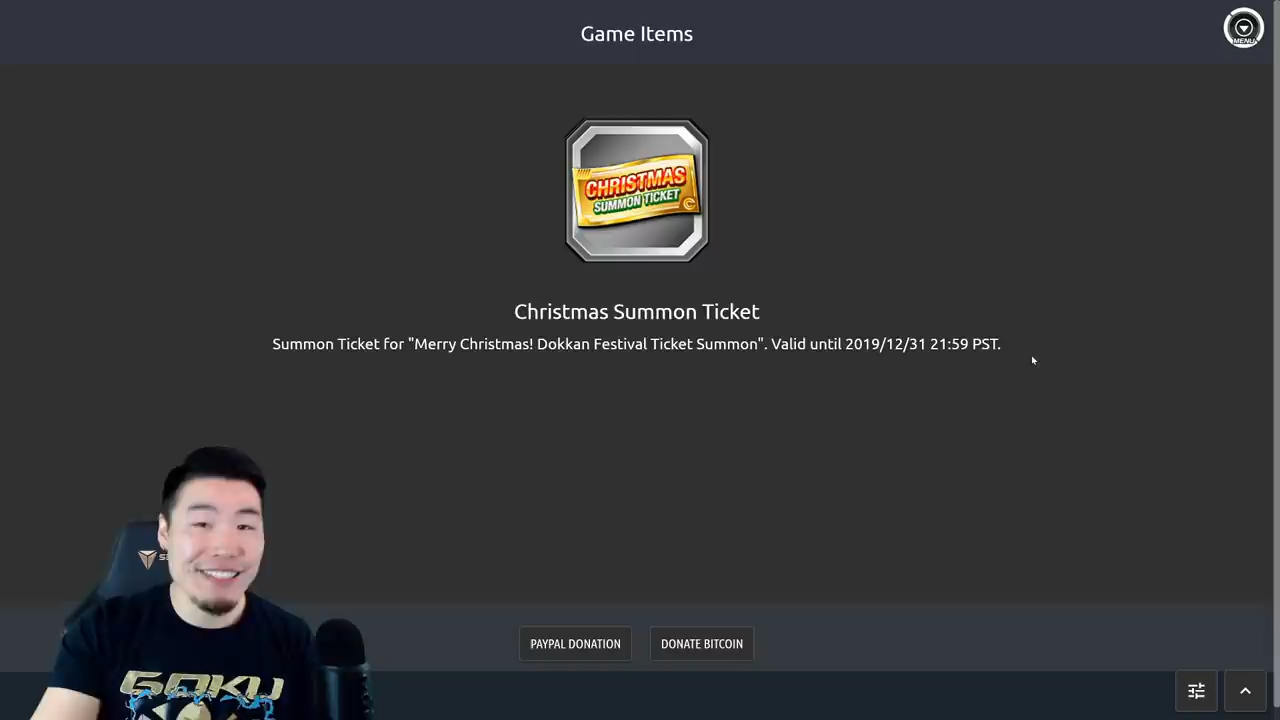 Game Items
MENU
CHRISTMAS
SUMMON TICKET
Christmas Summon Ticket
Summon Ticket for "Merry Christmas! Dokkan Festival Ticket Summon". Valid until 2019/12/31 21:59 PST.
GOKU
PAYPAL DONATION
DONATE BITCOIN